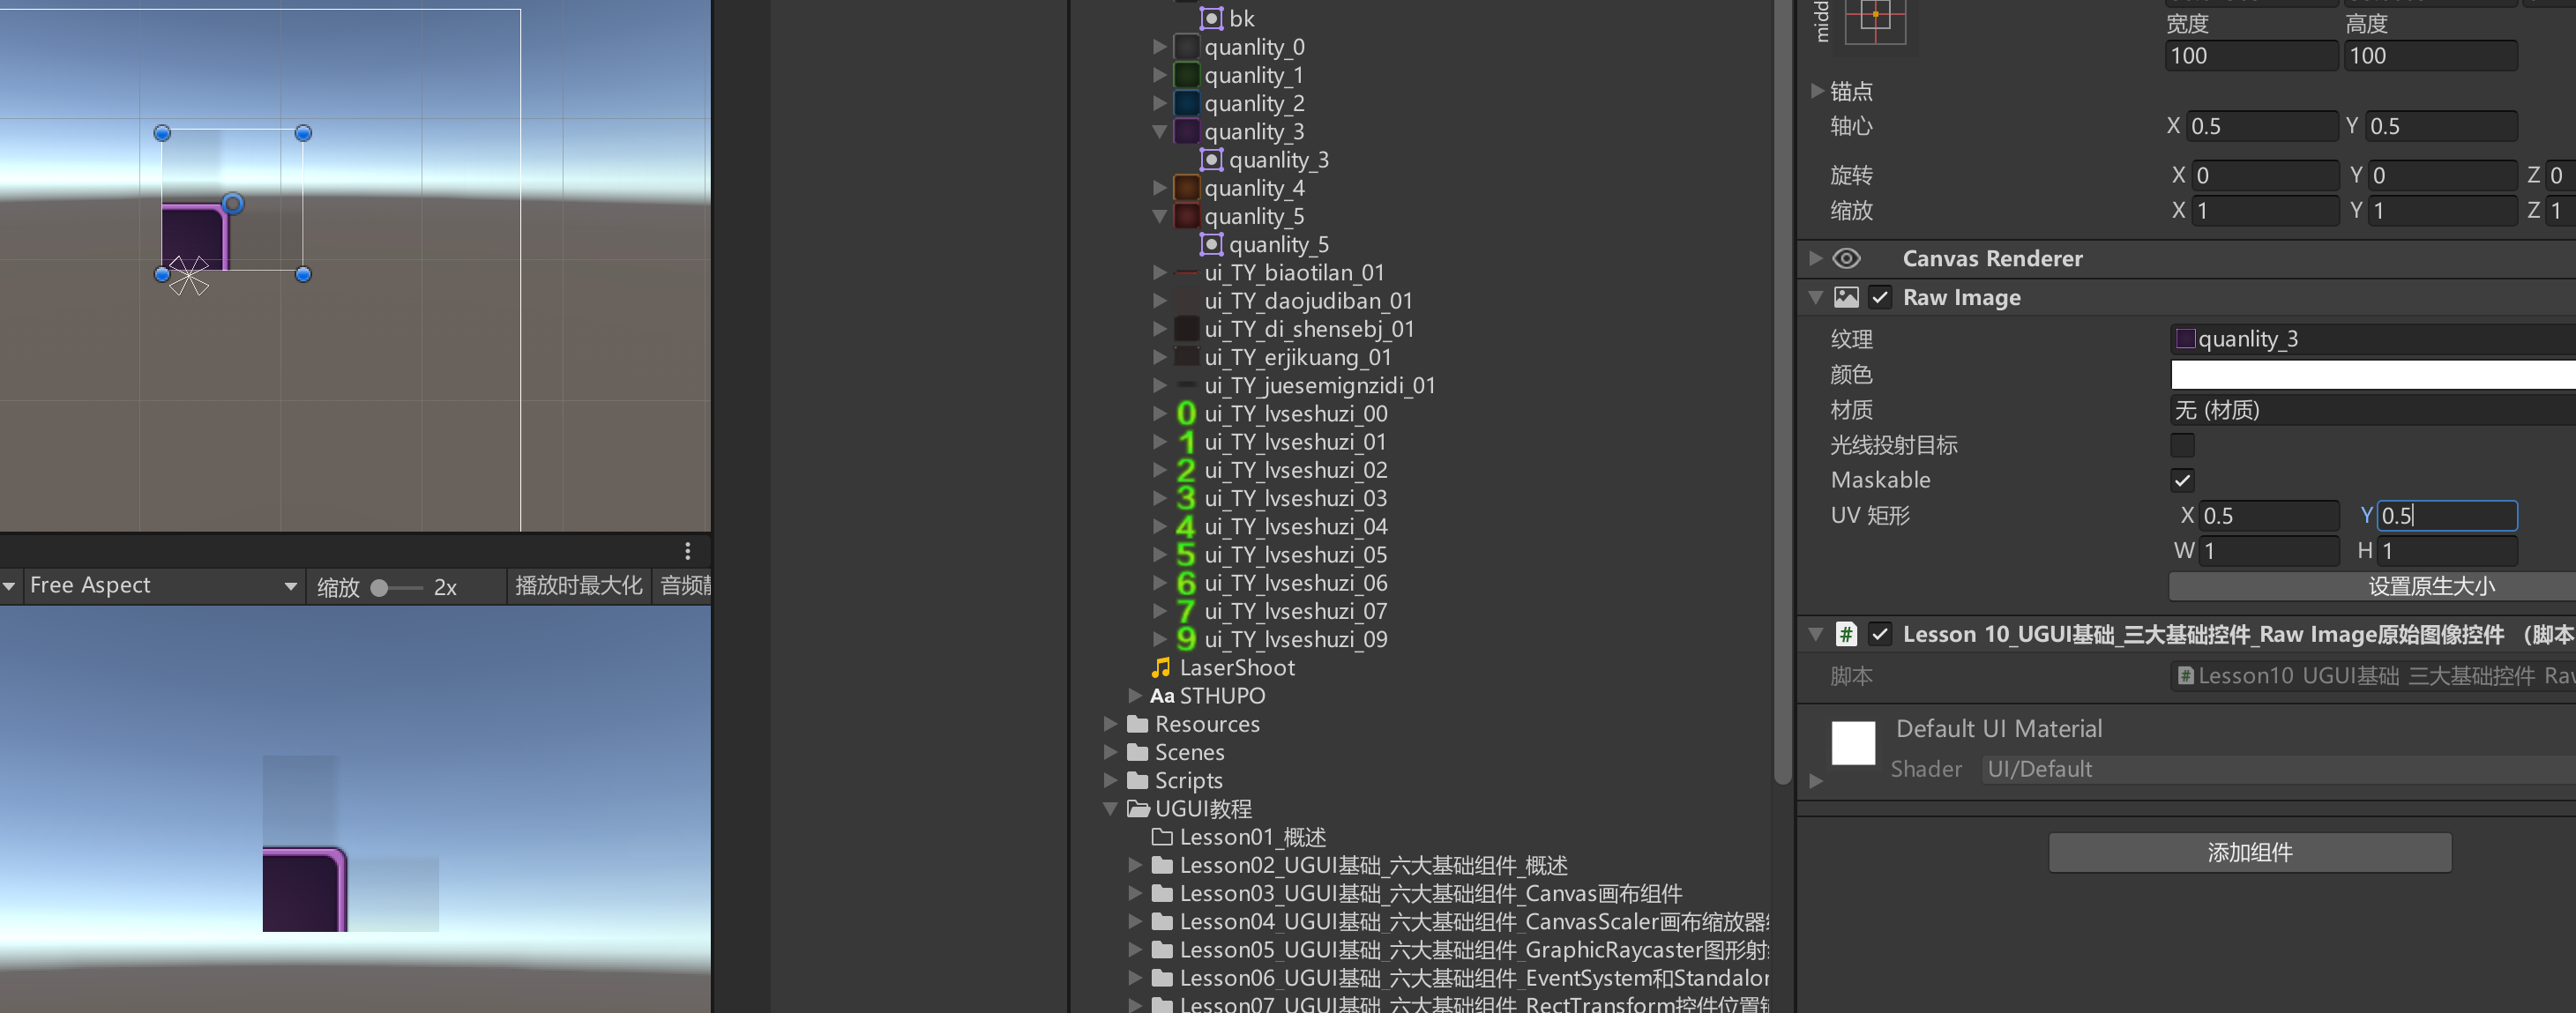 Free Aspect
缩放
2x
播放时最大化
音频
bk
quanlity_0
quanlity_1
quanlity_2
quanlity_3
quanlity_3
quanlity_4
quanlity_5
quanlity_5
ui_TY_biaotilan_01
ui_TY_daojudiban_01
ui_TY_di_shensebj_01
ui_TY_erjikuang_01
ui_TY_juesemignzidi_01
0 ui_TY_lvseshuzi_00
1 ui_TY_lvseshuzi_01
2 ui_TY_lvseshuzi_02
3 ui_TY_lvseshuzi_03
4 ui_TY_lvseshuzi_04
5 ui_TY_lvseshuzi_05
6 ui_TY_lvseshuzi_06
7 ui_TY_lvseshuzi_07
9 ui_TY_lvseshuzi_09
LaserShoot
Aa STHUPO
Resources
Scenes
Scripts
UGUI教程
Lesson01_概述
Lesson02_UGUI基础_六大基础组件_概述
Lesson03_UGUI基础_六大基础组件_Canvas画布组件
Lesson04_UGUI基础_六大基础组件_CanvasScaler画布缩放器
Lesson05_UGUI基础_六大基础组件_GraphicRaycaster图形射
Lesson06_UGUI基础_六大基础组件_EventSystem和Standalon
Lesson07_UGUI基础_六大基础组件_RectTransform控件位置
midd
宽度 高度
100 100
锚点
轴心 X 0.5 Y 0.5
旋转 X 0 Y 0 Z 0
缩放 X 1 Y 1 Z 1
Canvas Renderer
Raw Image
纹理 quanlity_3
颜色
材质 无 (材质)
光线投射目标
Maskable
UV 矩形 X 0.5 Y 0.5
W 1 H 1
设置原生大小
# Lesson 10_UGUI基础_三大基础控件_Raw Image原始图像控件 （脚本
脚本 # Lesson10_UGUI基础_三大基础控件_Raw
Default UI Material
Shader UI/Default
添加组件